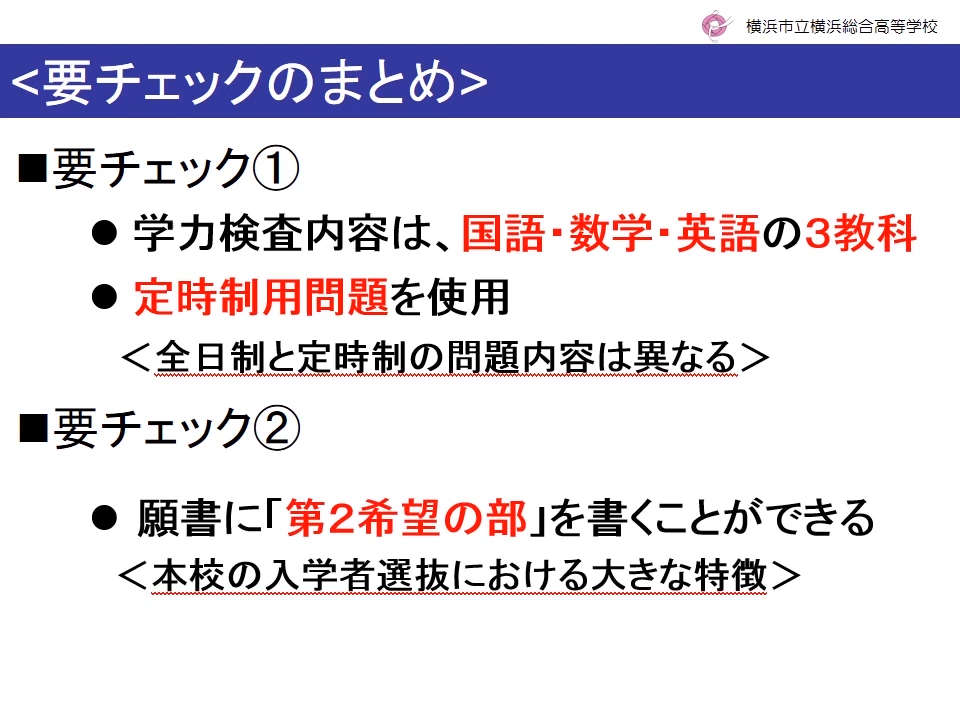 横浜市立横浜総合高等学校
<要チェックのまとめ>
■要チェック①
● 学力検査内容は、国語・数学・英語の３教科
● 定時制用問題を使用
＜全日制と定時制の問題内容は異なる＞
■要チェック②
● 願書に「第２希望の部」を書くことができる
＜本校の入学者選抜における大きな特徴＞